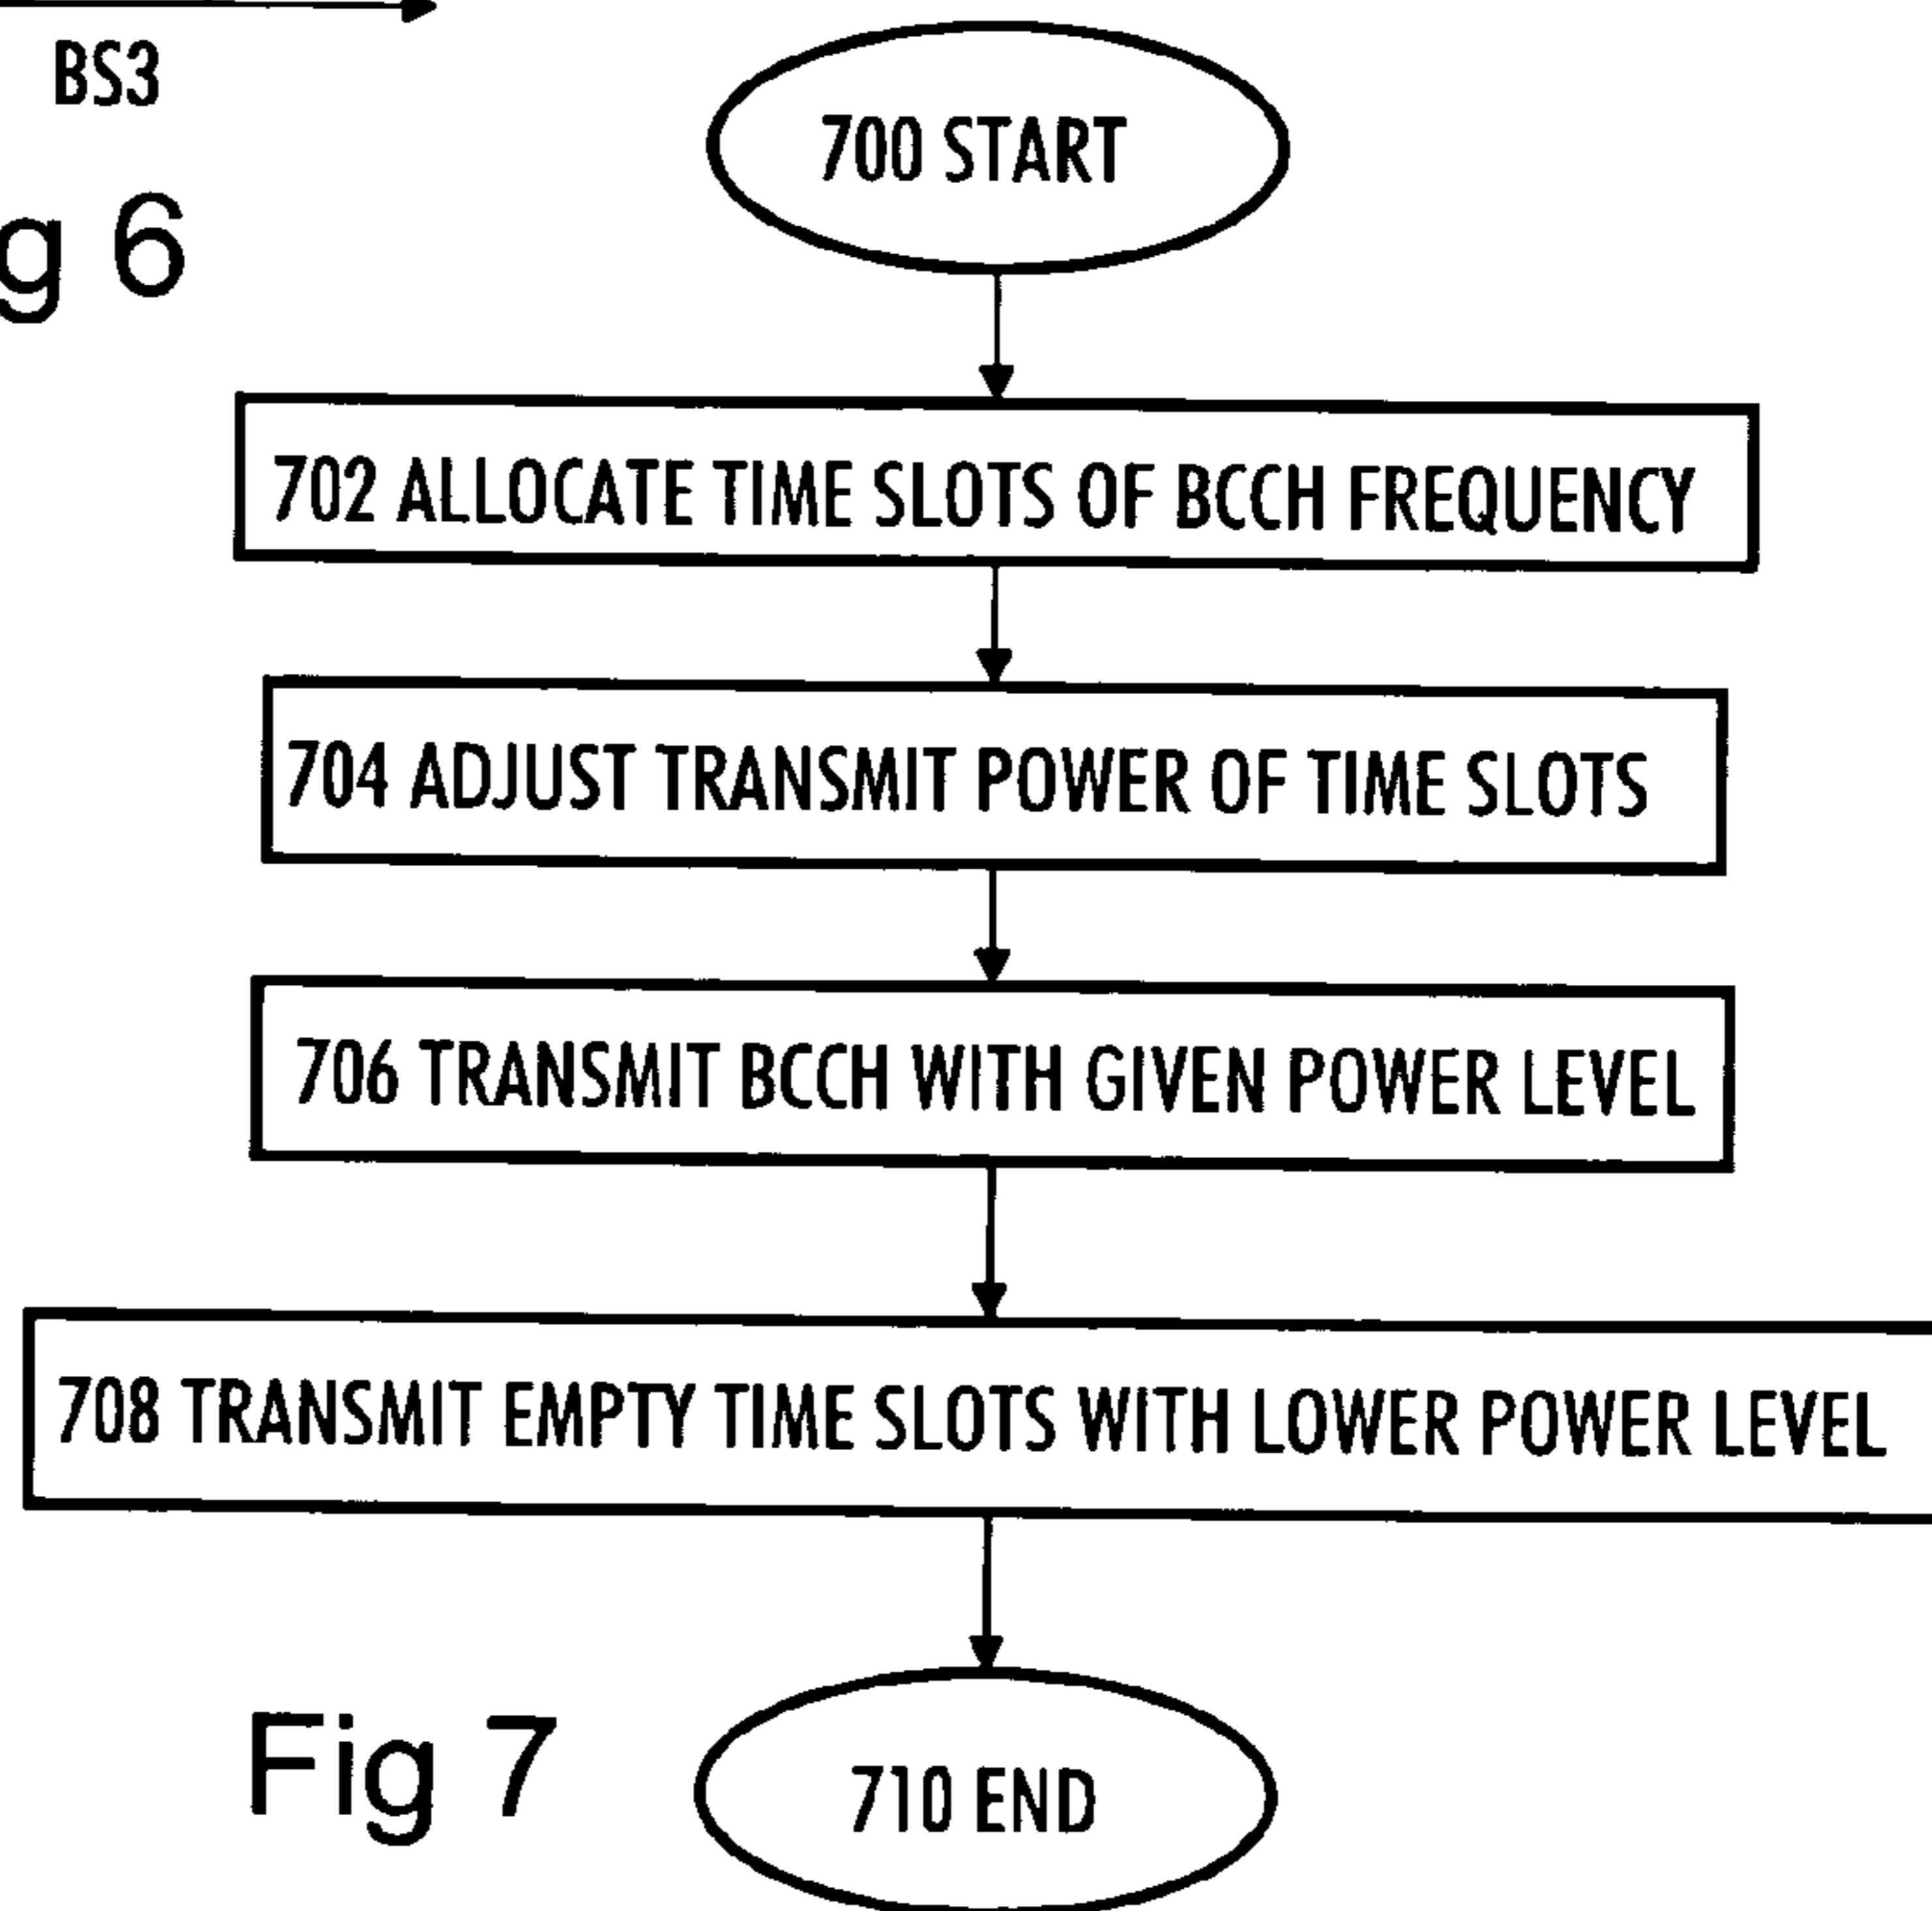 BS3
g 6
700 START
702 ALLOCATE TIME SLOTS OF BCCH FREQUENCY
704 ADJUST TRANSMIT POWER OF TIME SLOTS
706 TRANSMIT BCCH WITH GIVEN POWER LEVEL
708 TRANSMIT EMPTY TIME SLOTS WITH LOWER POWER LEVEL
710 END
Fig 7